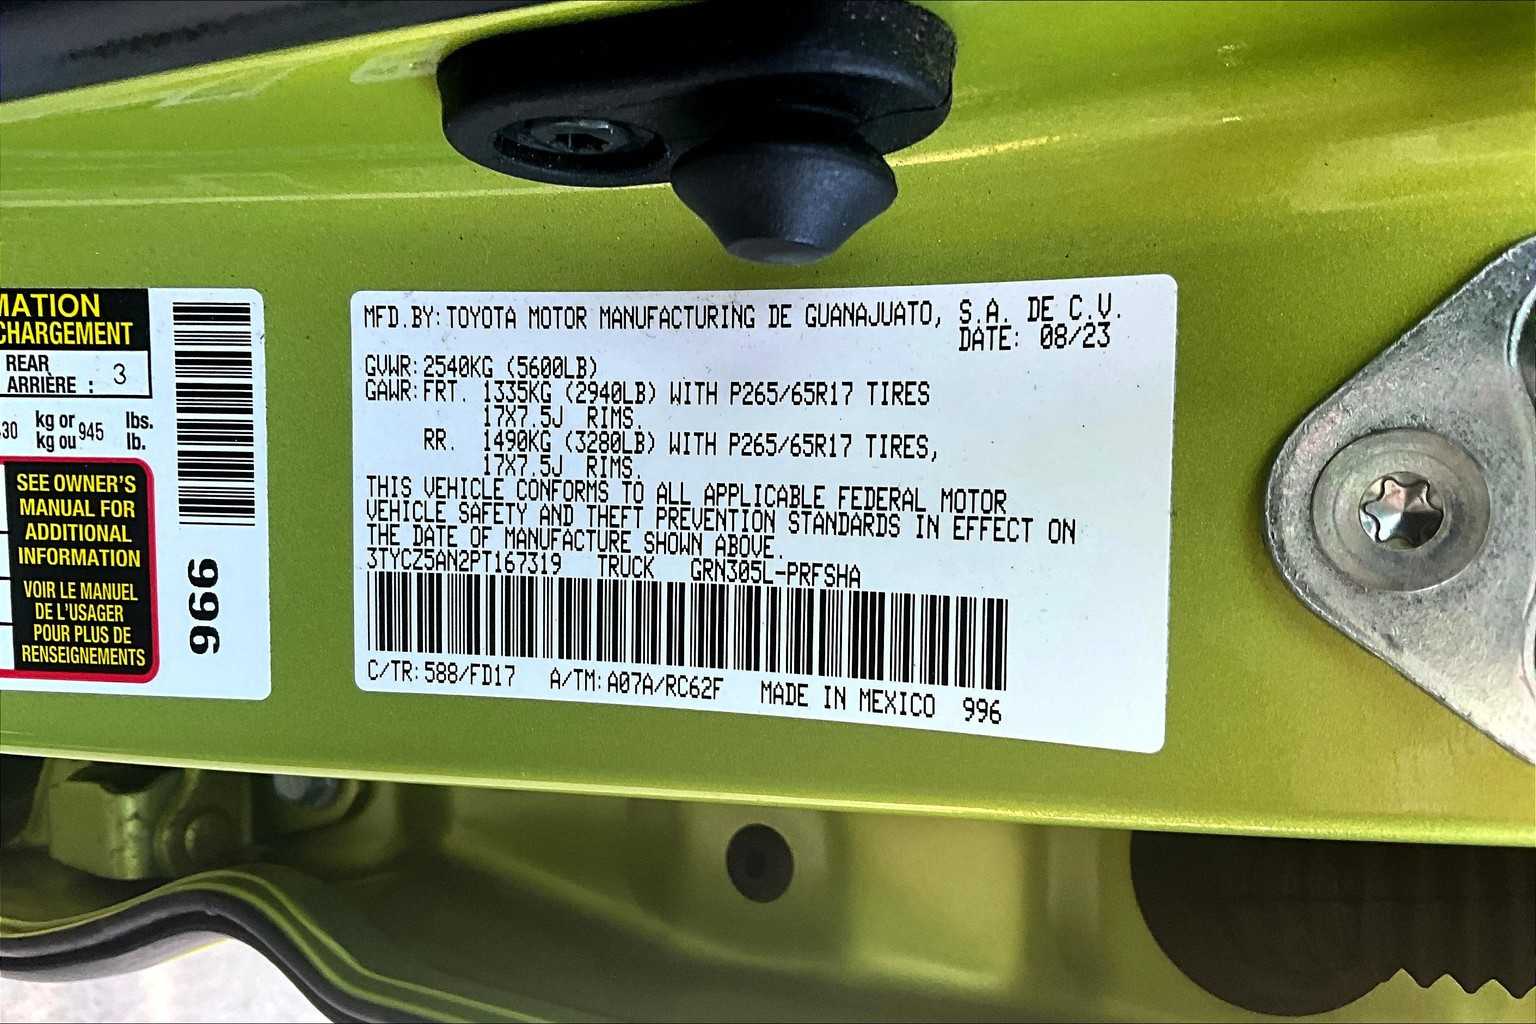 MATION
CHARGEMENT
REAR
ARRIÈRE : 3
30 kg or 945 lbs.
kg ou lb.
SEE OWNER'S
MANUAL FOR
ADDITIONAL
INFORMATION
VOIR LE MANUEL
DE L'USAGER
POUR PLUS DE
RENSEIGNEMENTS
996
MFD.BY:TOYOTA MOTOR MANUFACTURING DE GUANAJUATO, S.A. DE C.V.
DATE: 08/23
GVWR:2540KG (5600LB)
GAWR:FRT. 1335KG (2940LB) WITH P265/65R17 TIRES
17X7.5J RIMS.
RR. 1490KG (3280LB) WITH P265/65R17 TIRES,
17X7.5J RIMS.
THIS VEHICLE CONFORMS TO ALL APPLICABLE FEDERAL MOTOR
VEHICLE SAFETY AND THEFT PREVENTION STANDARDS IN EFFECT ON
THE DATE OF MANUFACTURE SHOWN ABOVE.
3TYCZ5AN2PT167319 TRUCK GRN305L-PRFSHA
C/TR:588/FD17 A/TM:A07A/RC62F MADE IN MEXICO 996